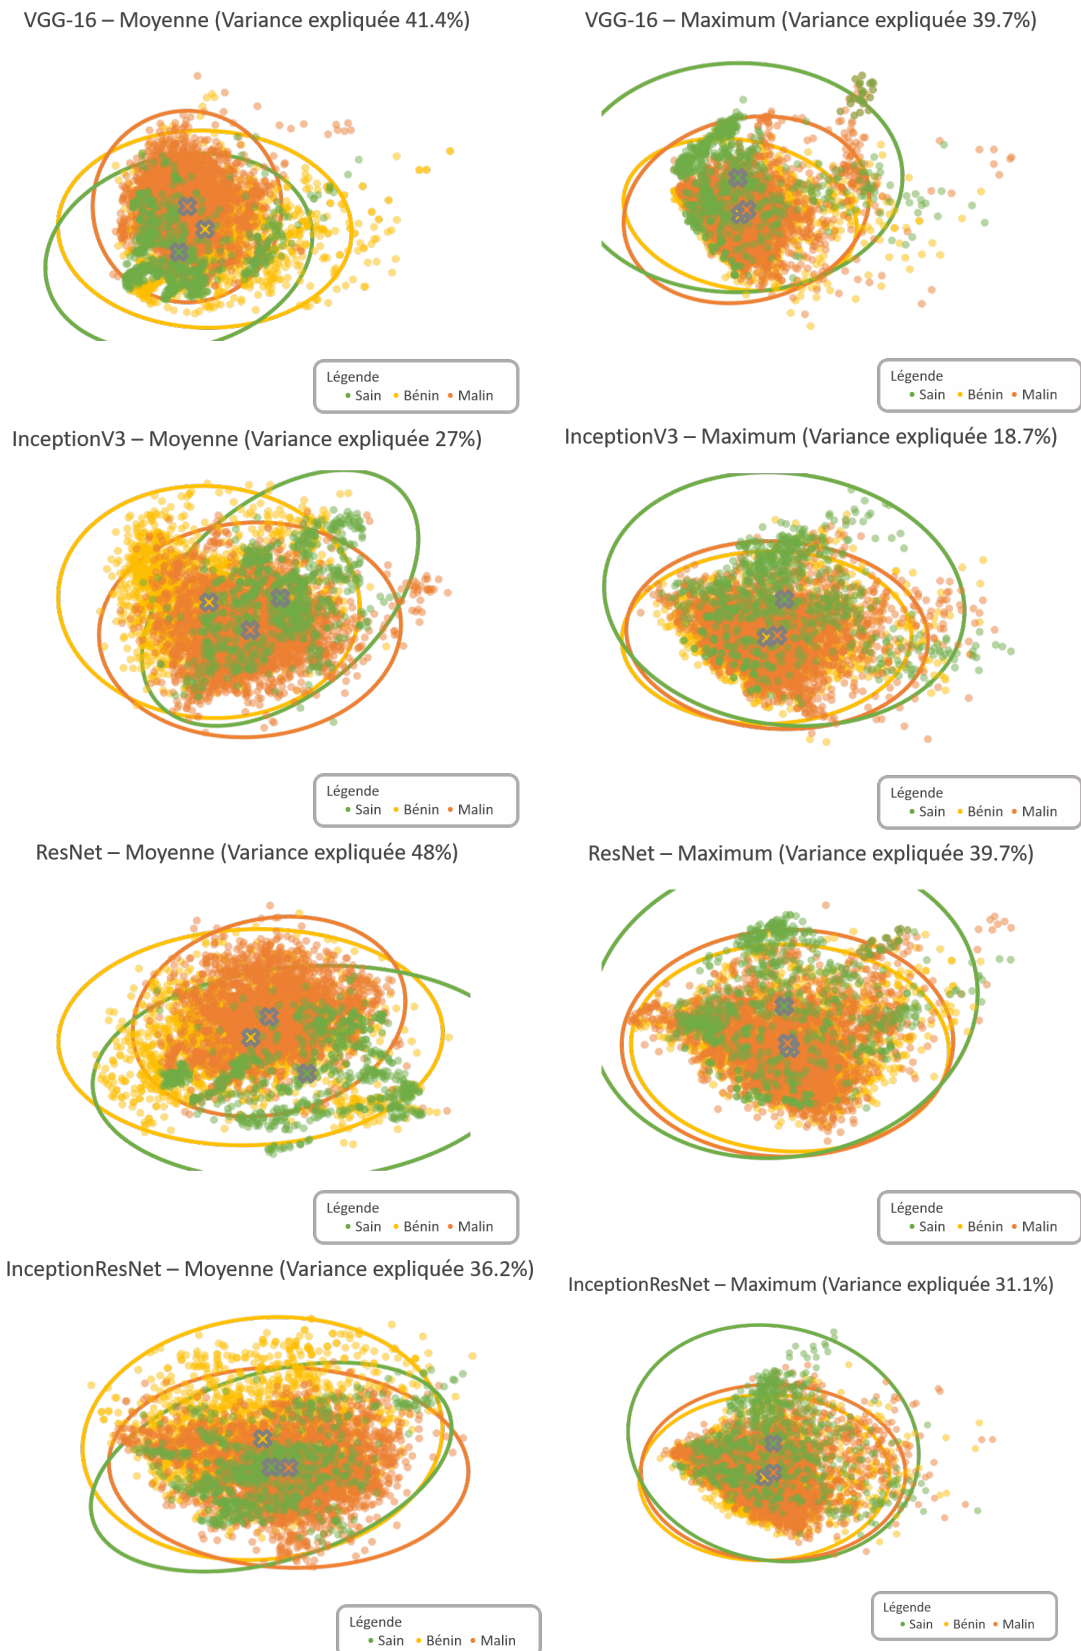 VGG-16 – Moyenne (Variance expliquée 41.4%)
VGG-16 – Maximum (Variance expliquée 39.7%)
Légende
Sain Bénin Malin
Légende
Sain Bénin Malin
InceptionV3 – Moyenne (Variance expliquée 27%)
InceptionV3 – Maximum (Variance expliquée 18.7%)
Légende
Sain Bénin Malin
Légende
Sain Bénin Malin
ResNet – Moyenne (Variance expliquée 48%)
ResNet – Maximum (Variance expliquée 39.7%)
Légende
Sain Bénin Malin
Légende
Sain Bénin Malin
InceptionResNet – Moyenne (Variance expliquée 36.2%)
InceptionResNet – Maximum (Variance expliquée 31.1%)
Légende
Sain Bénin Malin
Légende
Sain Bénin Malin